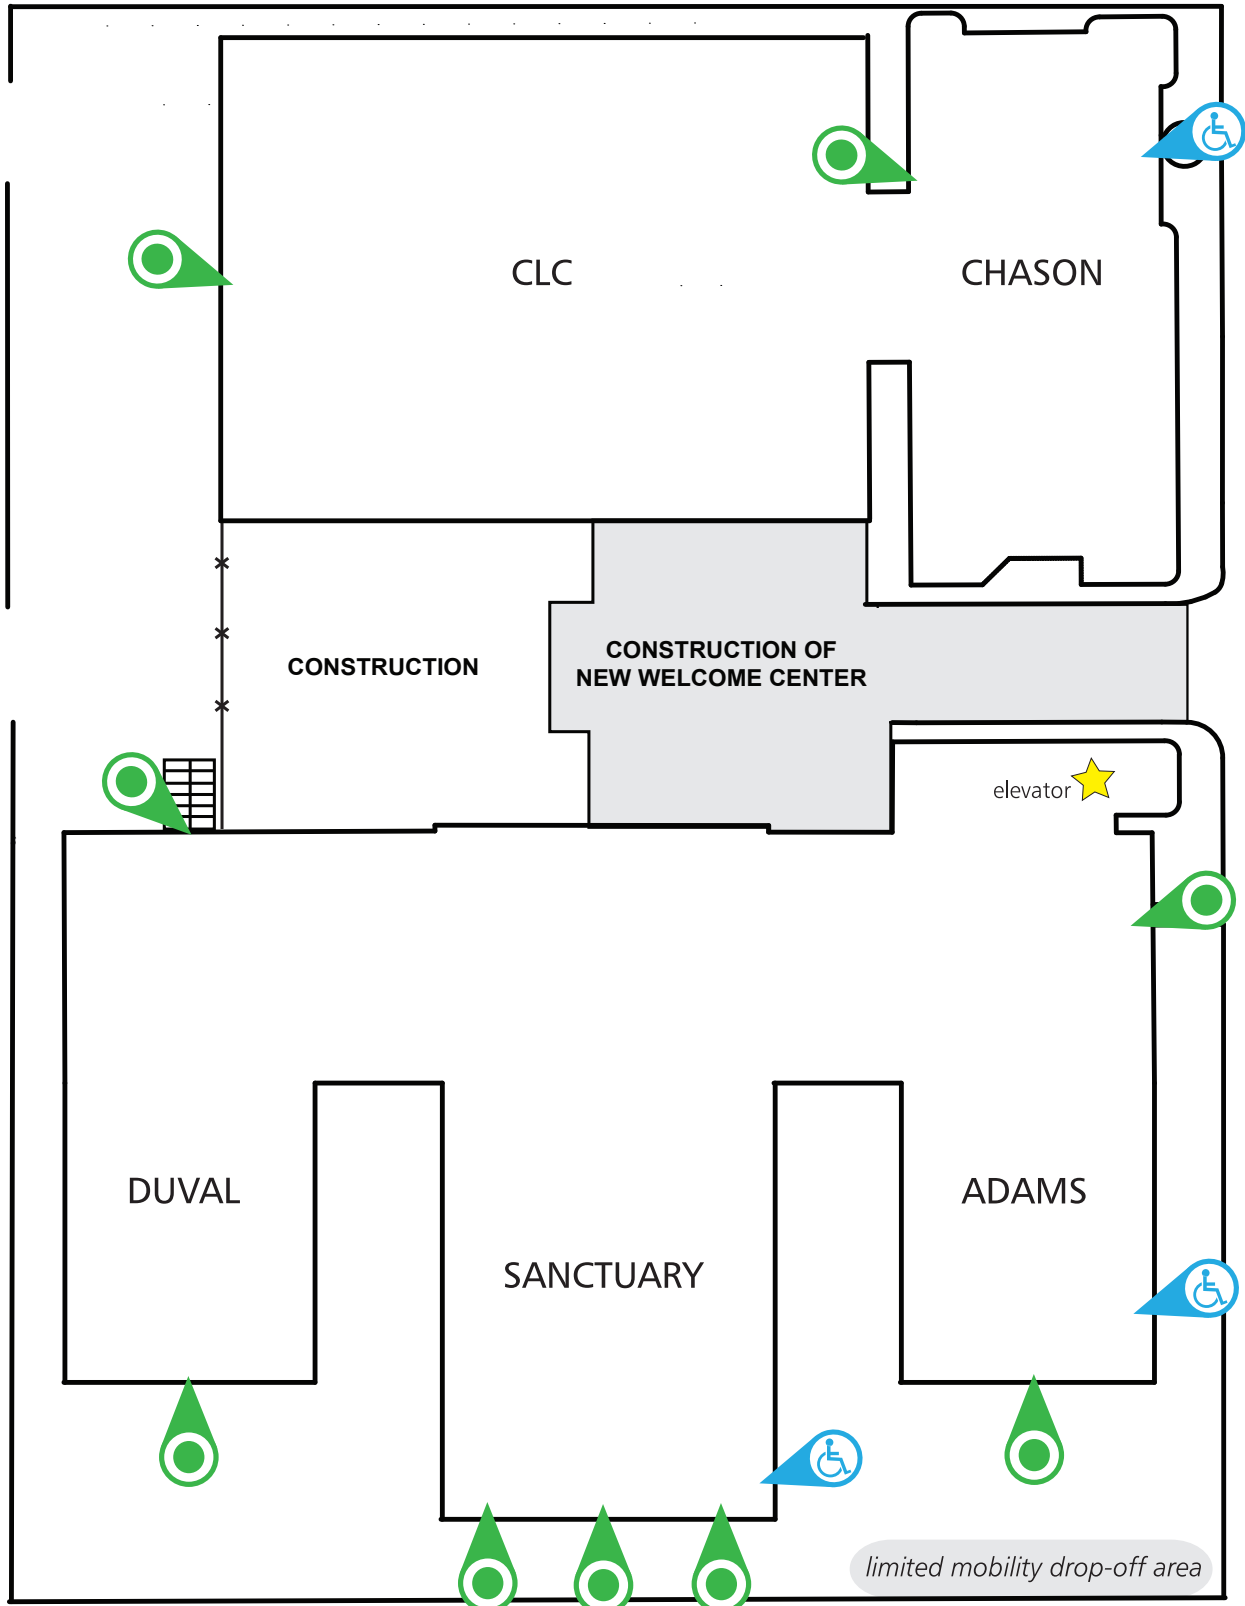 CLC
CHASON
CONSTRUCTION
CONSTRUCTION OF
NEW WELCOME CENTER
elevator
DUVAL
ADAMS
SANCTUARY
limited mobility drop-off area